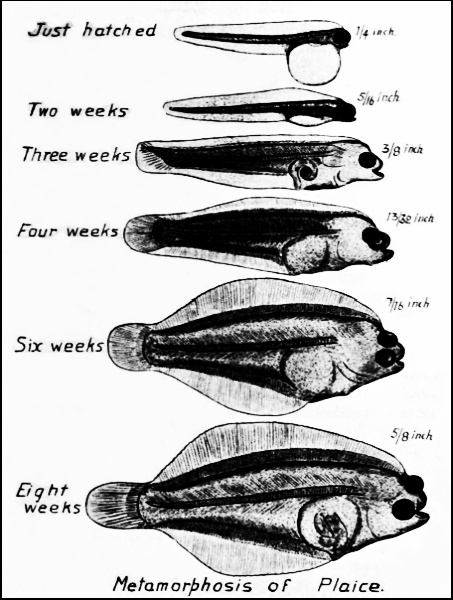 Just hatched
1/4 inch.
Two weeks
5/16 inch
Three weeks
3/8 inch
Four weeks
13/32 inch
Six weeks
7/16 inch
5/8 inch
Eight
weeks
Metamorphosis of Plaice.